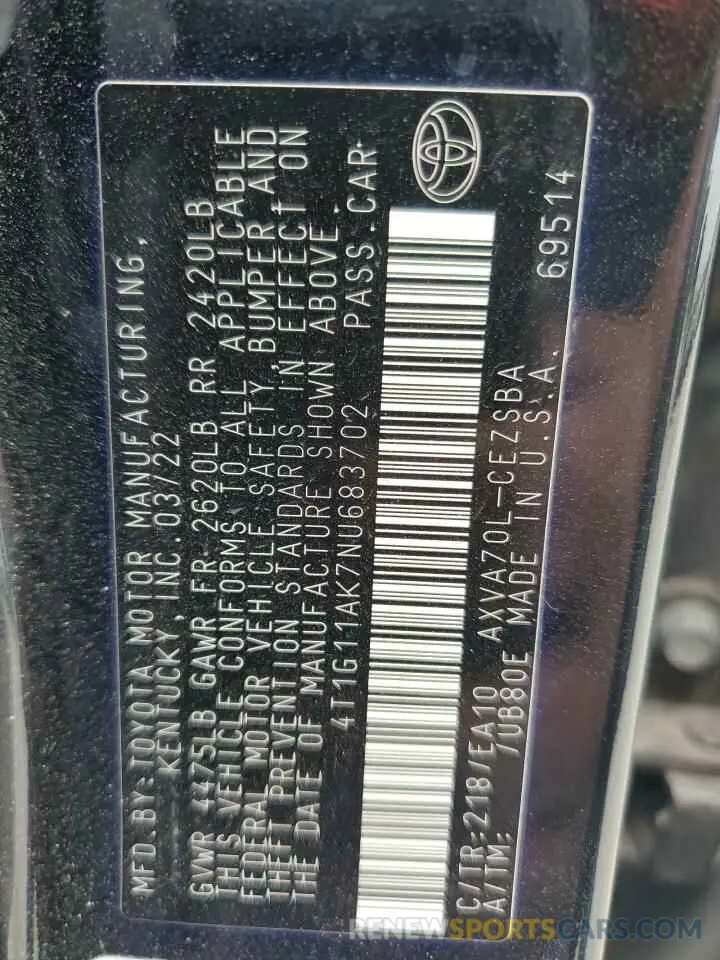 MFD.BY:TOYOTA MOTOR MANUFACTURING,
KENTUCKY, INC.03/22
GVWR 4475LB GAWR FR 2620LB RR 2420LB
THIS VEHICLE CONFORMS TO ALL APPLICABLE
FEDERAL MOTOR VEHICLE SAFETY, BUMPER AND
THEFT PREVENTION STANDARDS IN EFFECT ON
THE DATE OF MANUFACTURE SHOWN ABOVE.
4T1G11AK7NU683702 PASS.CAR
C/TR:218/EA10 AXVA70L-CEZSBA
A/TM: /UB80E MADE IN U.S.A. 69514
RENEWSPORTSCAR.COM